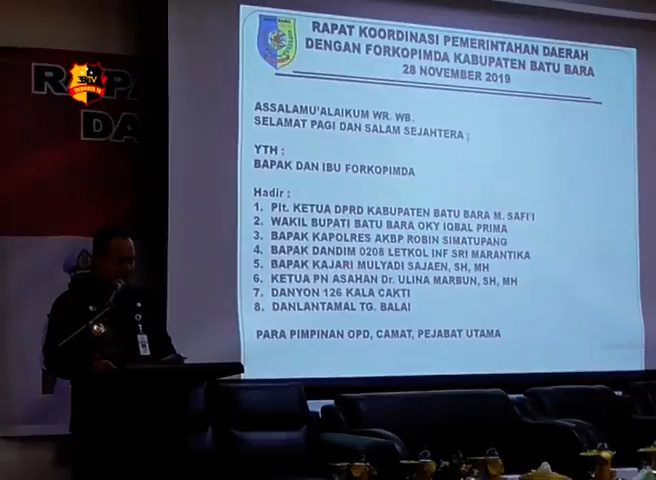 RAPAT KOORDINASI PEMERINTAHAN DAERAH
DENGAN FORKOPIMDA KABUPATEN BATU BARA
28 NOVEMBER 2019
ASSALAMU'ALAIKUM WR. WB.
SELAMAT PAGI DAN SALAM SEJAHTERA ;
YTH :
BAPAK DAN IBU FORKOPIMDA
Hadir :
1. Plt. KETUA DPRD KABUPATEN BATU BARA M. SAFI'I
2. WAKIL BUPATI BATU BARA OKY IQBAL PRIMA
3. BAPAK KAPOLRES AKBP ROBIN SIMATUPANG
4. BAPAK DANDIM 0208 LETKOL INF SRI MARANTIKA
5. BAPAK KAJARI MULYADI SAJAEN, SH, MH
6. KETUA PN ASAHAN Dr. ULINA MARBUN, SH, MH
7. DANYON 126 KALA CAKTI
8. DANLANTAMAL TG. BALAI
PARA PIMPINAN OPD, CAMAT, PEJABAT UTAMA
RAP
DA